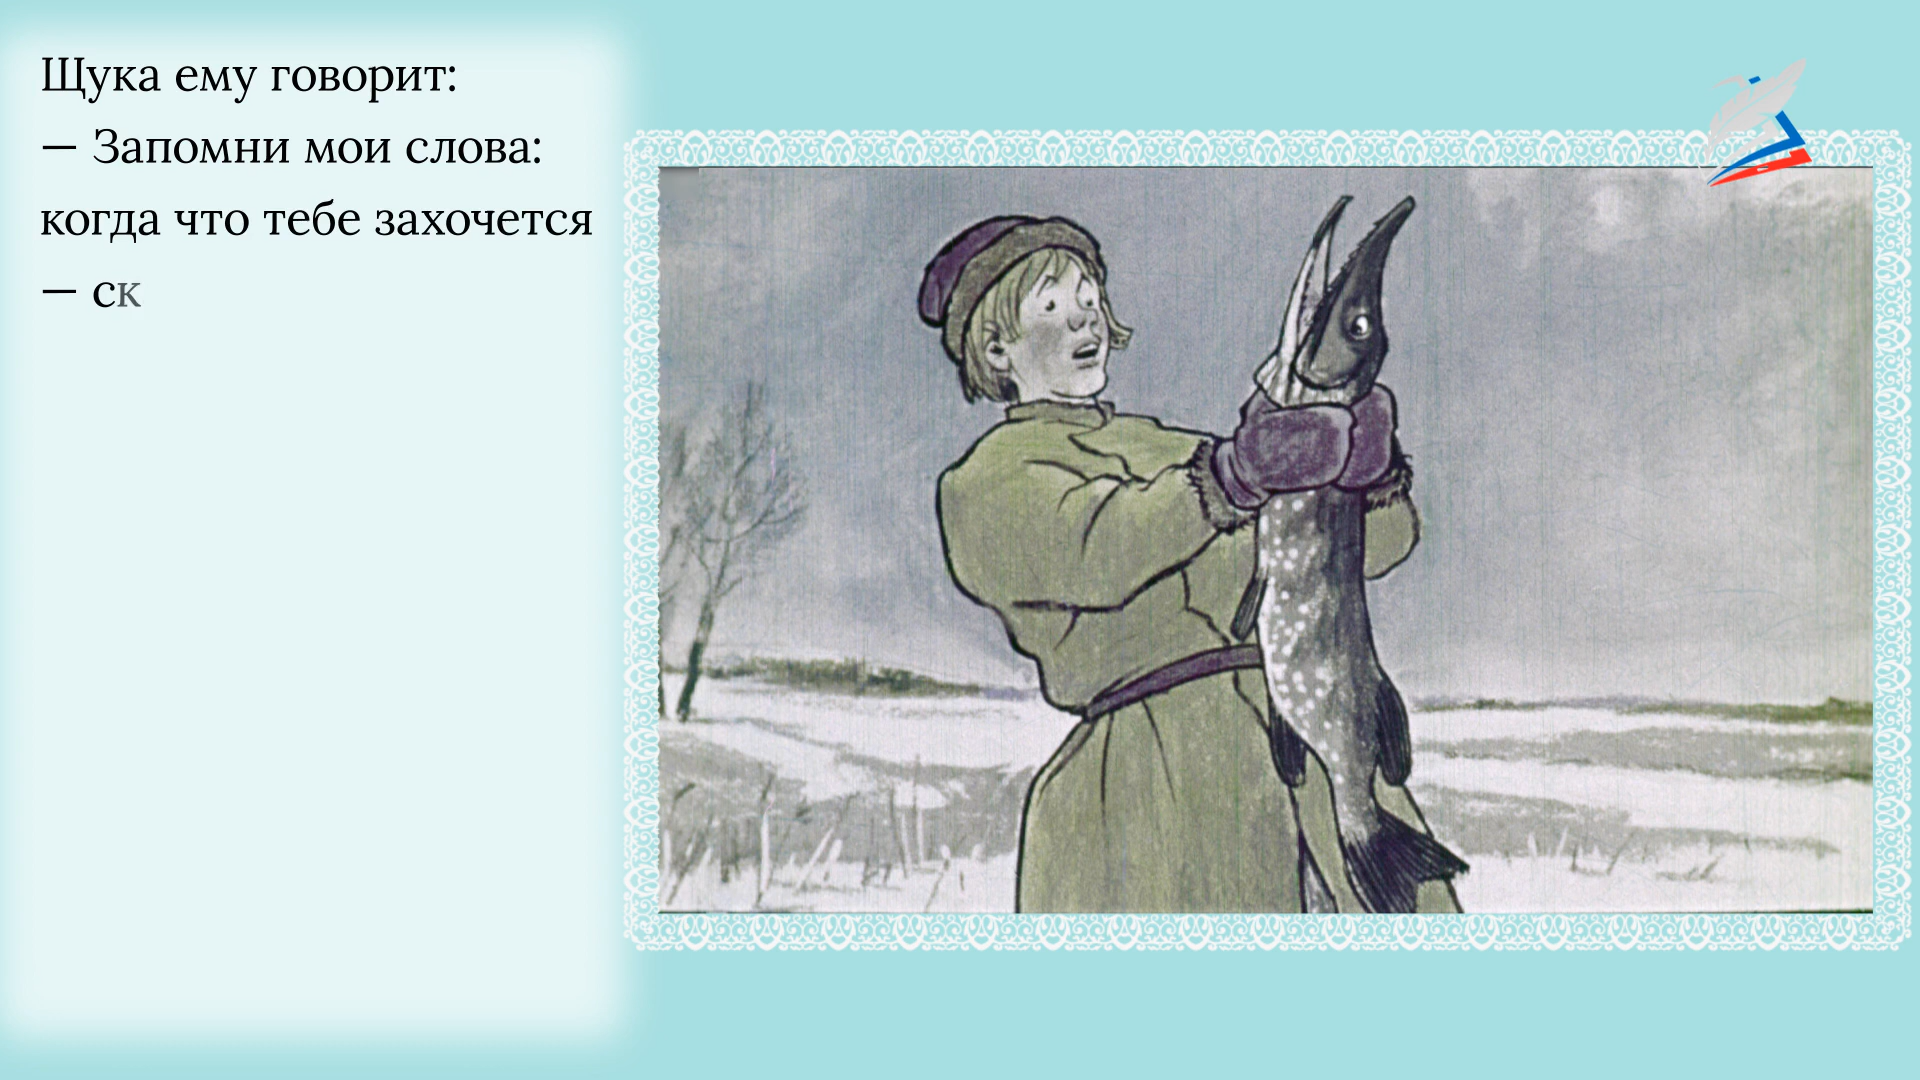 Щука ему говорит:
— Запомни мои слова:
когда что тебе захочется
— ск